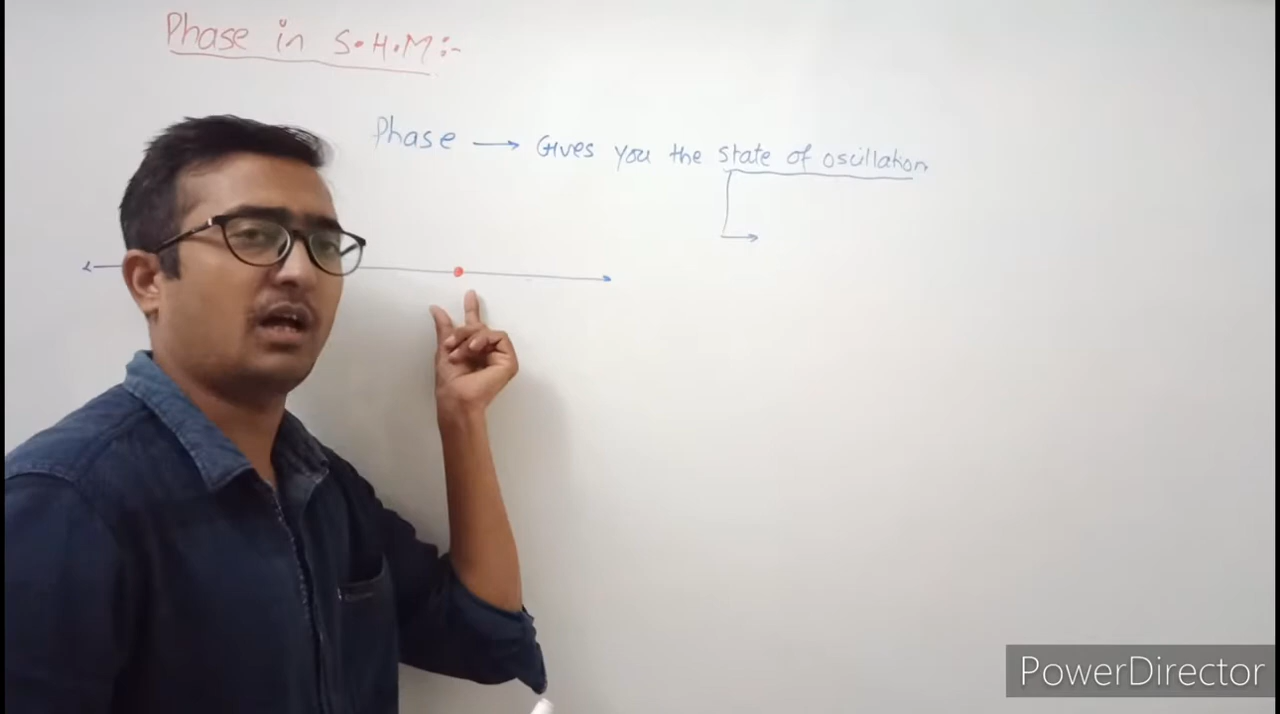 Phase in S.H.M :-
Phase → Gives you the state of oscillation.
PowerDirector